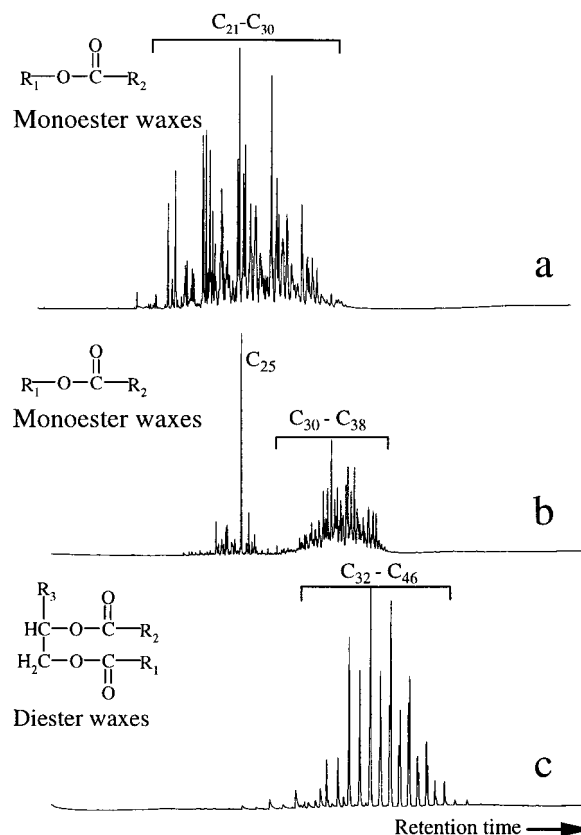 C₂₁-C₃₀
O
R₁—O—C—R₂
Monoester waxes
a
O
R₁—O—C—R₂
Monoester waxes
C₂₅
C₃₀ - C₃₈
b
C₃₂ - C₄₆
R₃
O
HC—O—C—R₂
H₂C—O—C—R₁
O
Diester waxes
c
Retention time